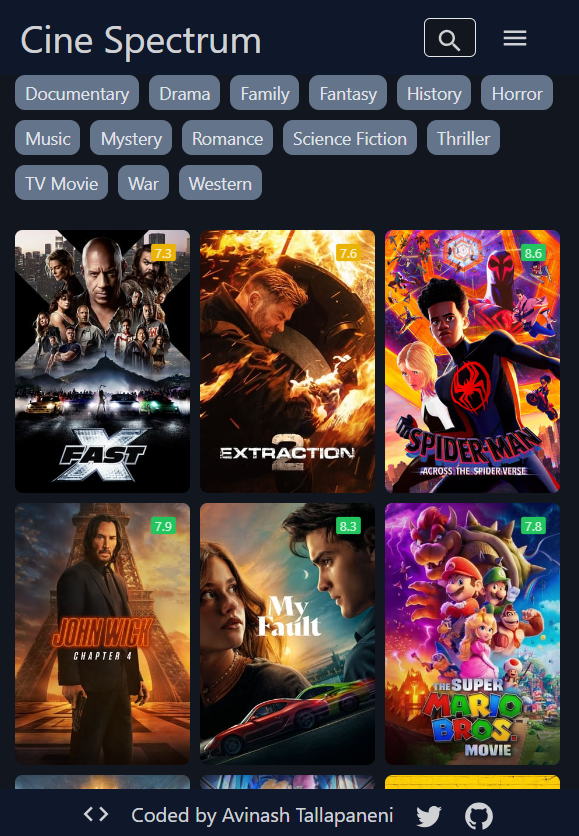 Cine Spectrum
Documentary Drama Family Fantasy History Horror
Music Mystery Romance Science Fiction Thriller
TV Movie War Western
7.3
FAST X
7.6
EXTRACTION 2
8.6
SPIDER-MAN
ACROSS THE SPIDER-VERSE
7.9
JOHN WICK
CHAPTER 4
8.3
My
Fault
7.8
THE SUPER
MARIO
BROS.
MOVIE
Coded by Avinash Tallapaneni